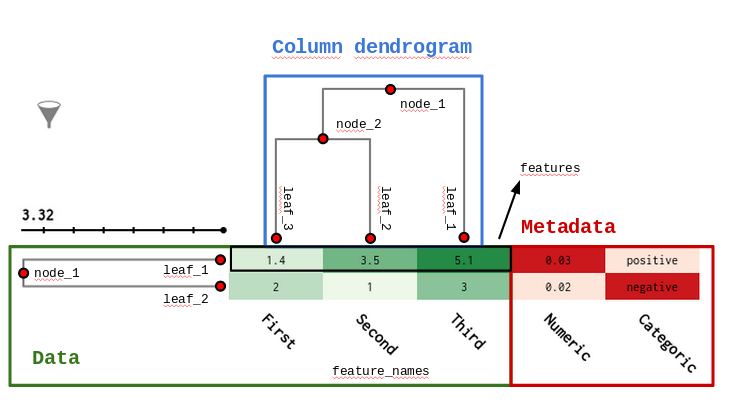 Column dendrogram
node_1
node_2
leaf_3
leaf_2
leaf_1
features
3.32
Metadata
node_1
leaf_1
leaf_2
1.4 3.5 5.1 0.03 positive
2 1 3 0.02 negative
First Second Third Numeric Categoric
Data
feature_names